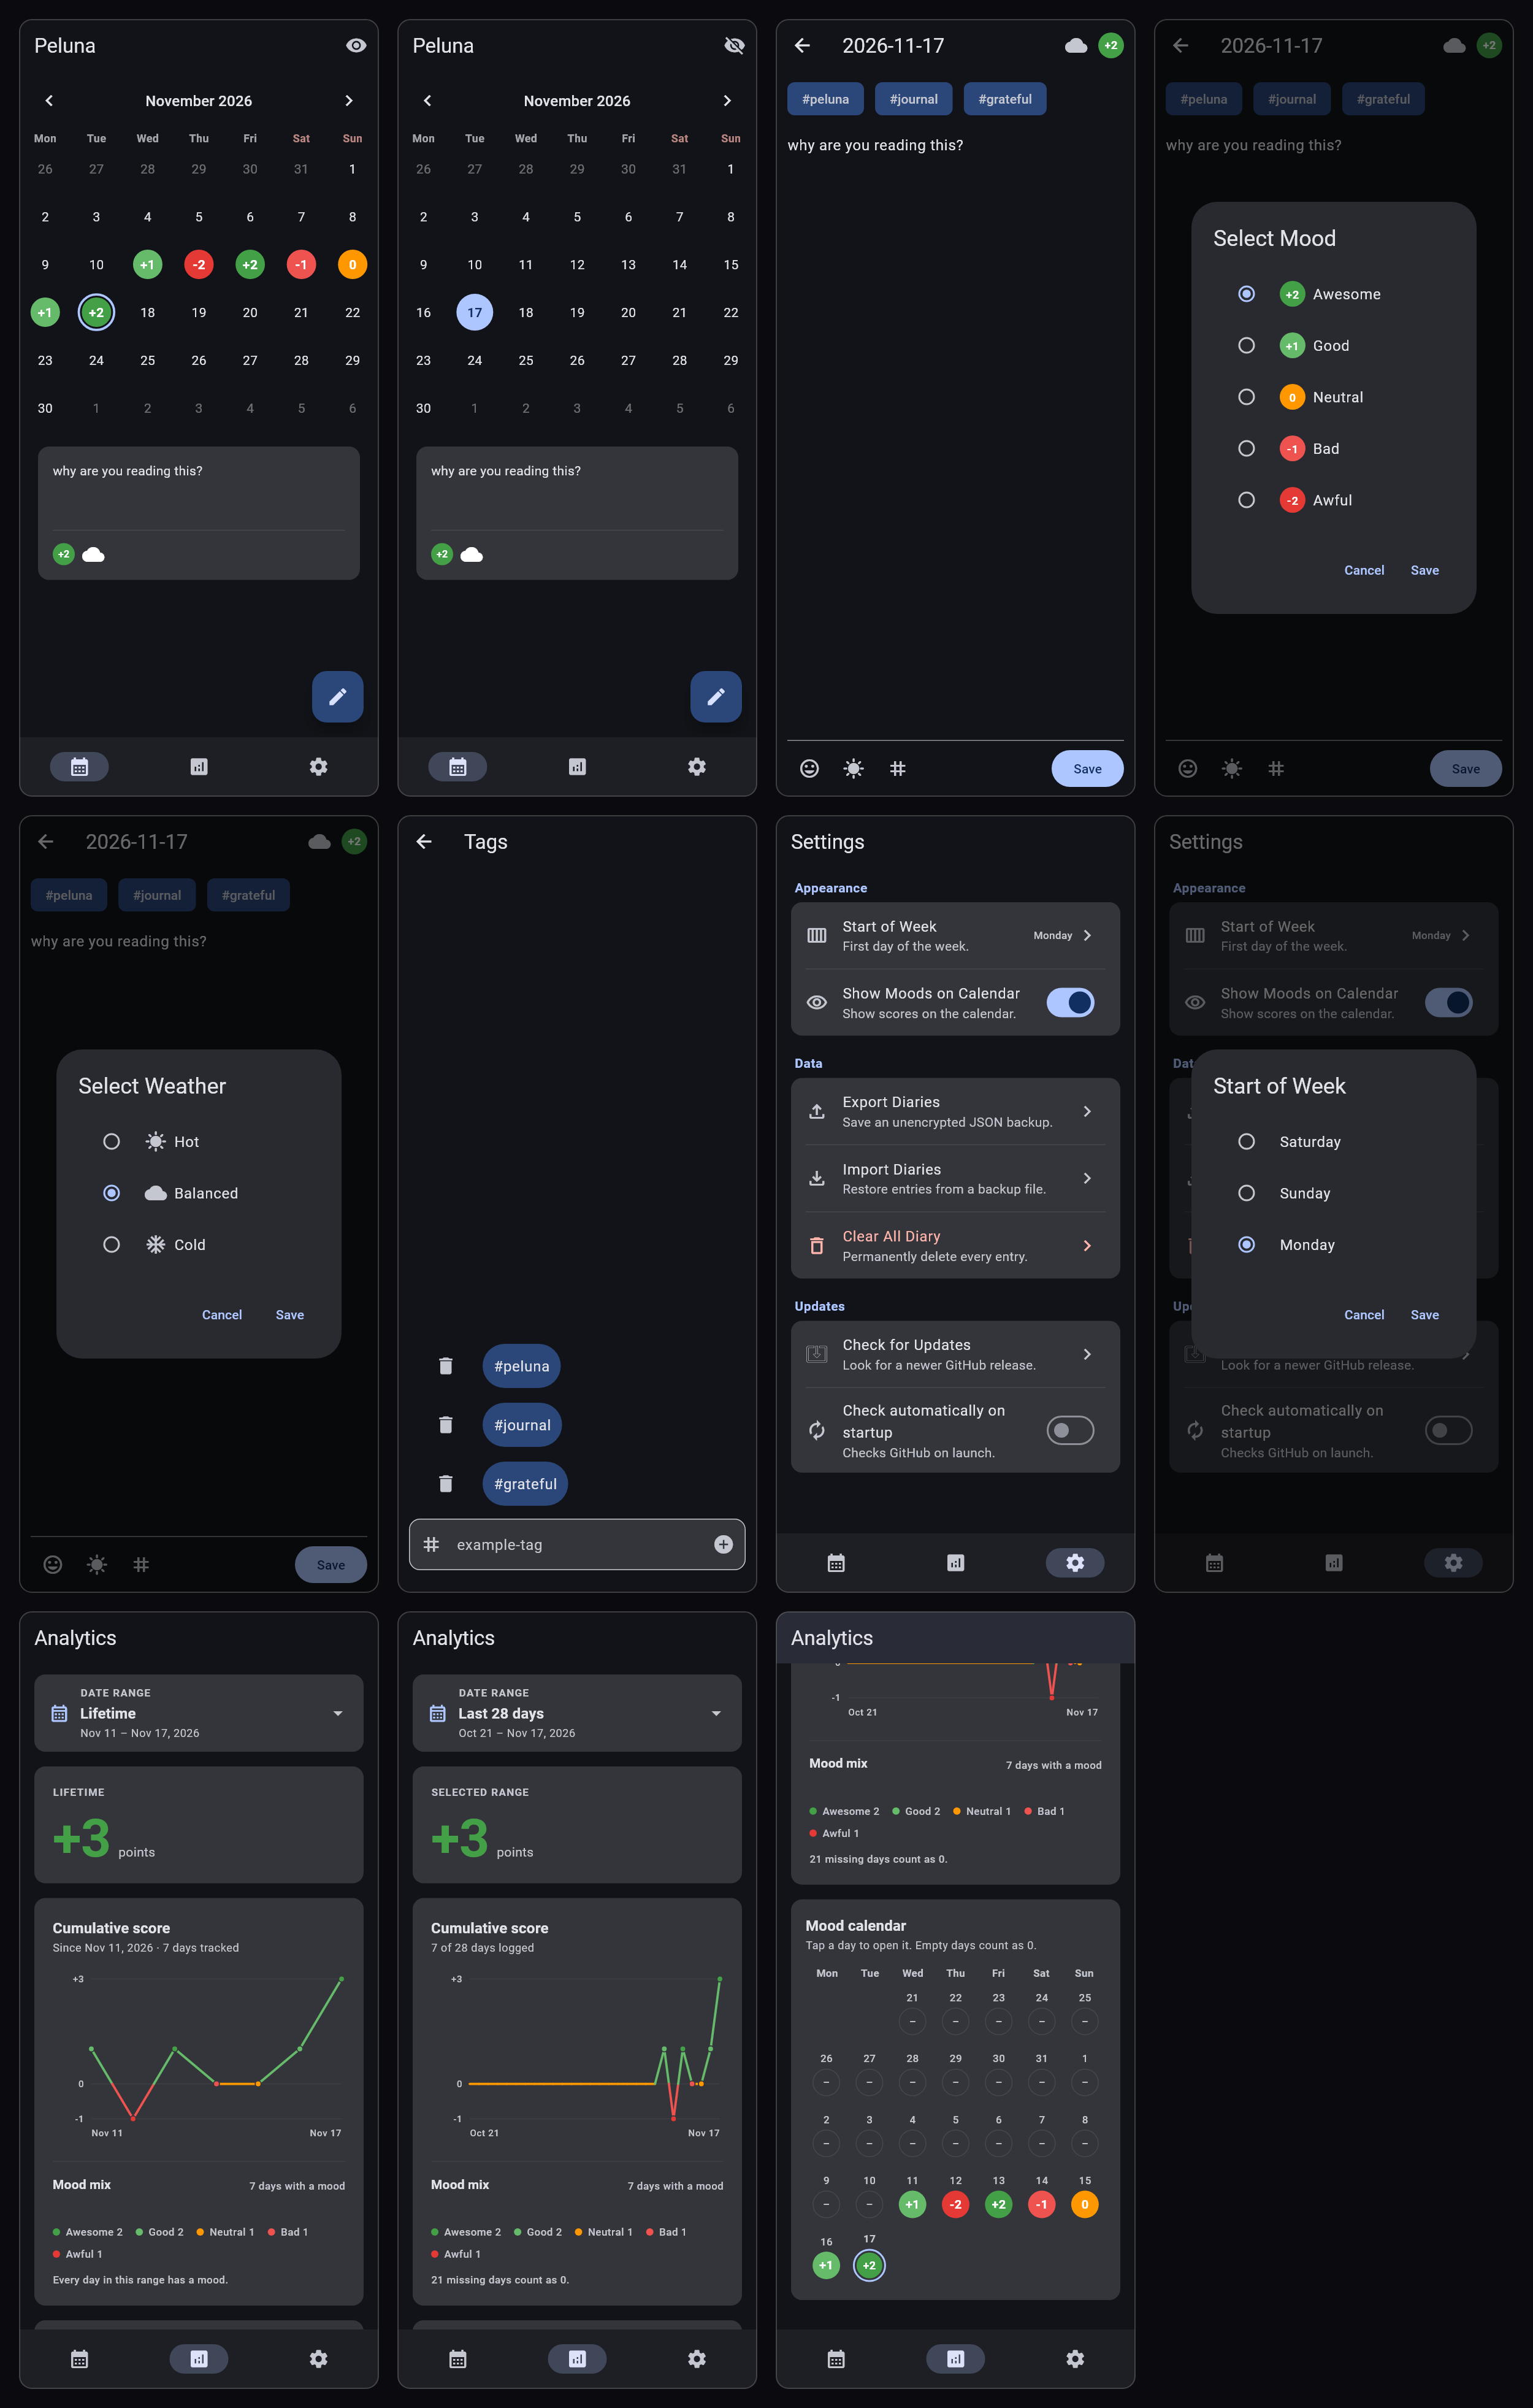 Peluna
November 2026
Mon Tue Wed Thu Fri Sat Sun
26 27 28 29 30 31 1
2 3 4 5 6 7 8
9 10 +1 -2 +2 -1 0
+1 +2 18 19 20 21 22
23 24 25 26 27 28 29
30 1 2 3 4 5 6
why are you reading this?
+2
Peluna
November 2026
Mon Tue Wed Thu Fri Sat Sun
26 27 28 29 30 31 1
2 3 4 5 6 7 8
9 10 11 12 13 14 15
16 17 18 19 20 21 22
23 24 25 26 27 28 29
30 1 2 3 4 5 6
why are you reading this?
+2
2026-11-17 +2
#peluna #journal #grateful
why are you reading this?
Save
2026-11-17 +2
#peluna #journal #grateful
why are you reading this?
Select Mood
+2 Awesome
+1 Good
0 Neutral
-1 Bad
-2 Awful
Cancel Save
Save
2026-11-17 +2
#peluna #journal #grateful
why are you reading this?
Select Weather
Hot
Balanced
Cold
Cancel Save
Save
Tags
#peluna
#journal
#grateful
# example-tag
Settings
Appearance
Start of Week
First day of the week.
Monday
Show Moods on Calendar
Show scores on the calendar.
Data
Export Diaries
Save an unencrypted JSON backup.
Import Diaries
Restore entries from a backup file.
Clear All Diary
Permanently delete every entry.
Updates
Check for Updates
Look for a newer GitHub release.
Check automatically on
startup
Checks GitHub on launch.
Settings
Appearance
Start of Week
First day of the week.
Monday
Show Moods on Calendar
Show scores on the calendar.
Start of Week
Saturday
Sunday
Monday
Cancel Save
Look for a newer GitHub release.
Check automatically on
startup
Checks GitHub on launch.
Analytics
DATE RANGE
Lifetime
Nov 11 – Nov 17, 2026
LIFETIME
+3 points
Cumulative score
Since Nov 11, 2026 · 7 days tracked
+3
0
-1
Nov 11 Nov 17
Mood mix 7 days with a mood
Awesome 2 Good 2 Neutral 1 Bad 1
Awful 1
Every day in this range has a mood.
Analytics
DATE RANGE
Last 28 days
Oct 21 – Nov 17, 2026
SELECTED RANGE
+3 points
Cumulative score
7 of 28 days logged
+3
0
-1
Oct 21 Nov 17
Mood mix 7 days with a mood
Awesome 2 Good 2 Neutral 1 Bad 1
Awful 1
21 missing days count as 0.
Analytics
-1
Oct 21 Nov 17
Mood mix 7 days with a mood
Awesome 2 Good 2 Neutral 1 Bad 1
Awful 1
21 missing days count as 0.
Mood calendar
Tap a day to open it. Empty days count as 0.
Mon Tue Wed Thu Fri Sat Sun
21 22 23 24 25
– – – – –
26 27 28 29 30 31 1
– – – – – – –
2 3 4 5 6 7 8
– – – – – – –
9 10 11 12 13 14 15
– – +1 -2 +2 -1 0
16 17
+1 +2